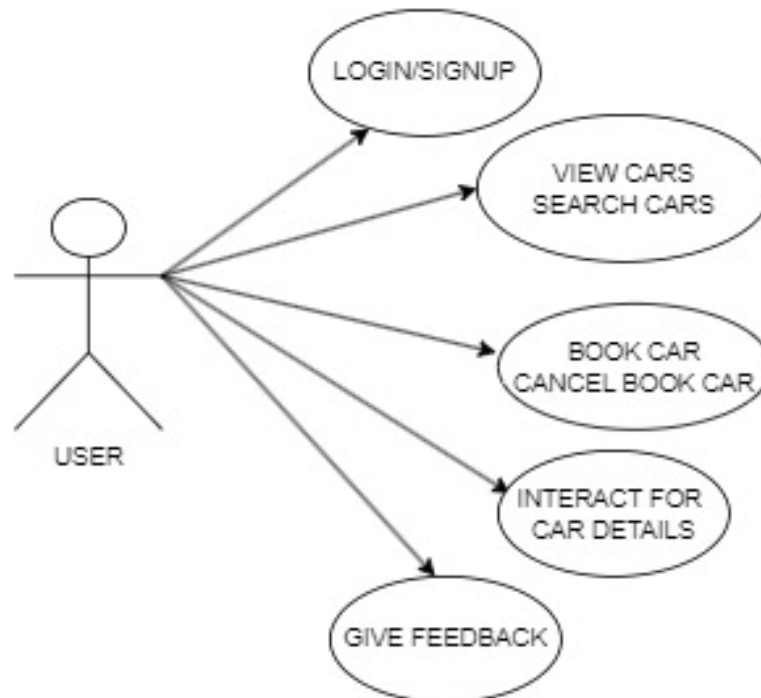 LOGIN/SIGNUP
VIEW CARS
SEARCH CARS
BOOK CAR
CANCEL BOOK CAR
USER
INTERACT FOR
CAR DETAILS
GIVE FEEDBACK